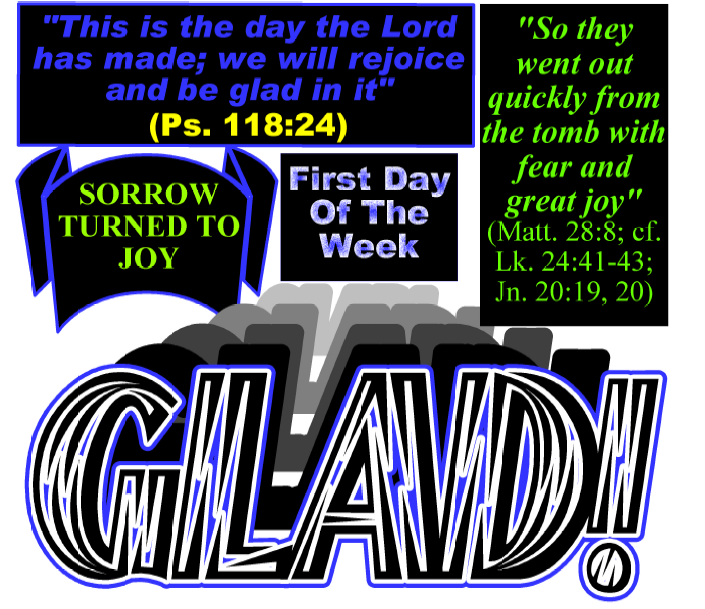 "This is the day the Lord
has made; we will rejoice
and be glad in it"
(Ps. 118:24)
"So they
went out
quickly from
the tomb with
fear and
great joy"
(Matt. 28:8; cf.
Lk. 24:41-43;
Jn. 20:19, 20)
SORROW
TURNED TO
JOY
First Day
Of The
Week
GLAD!